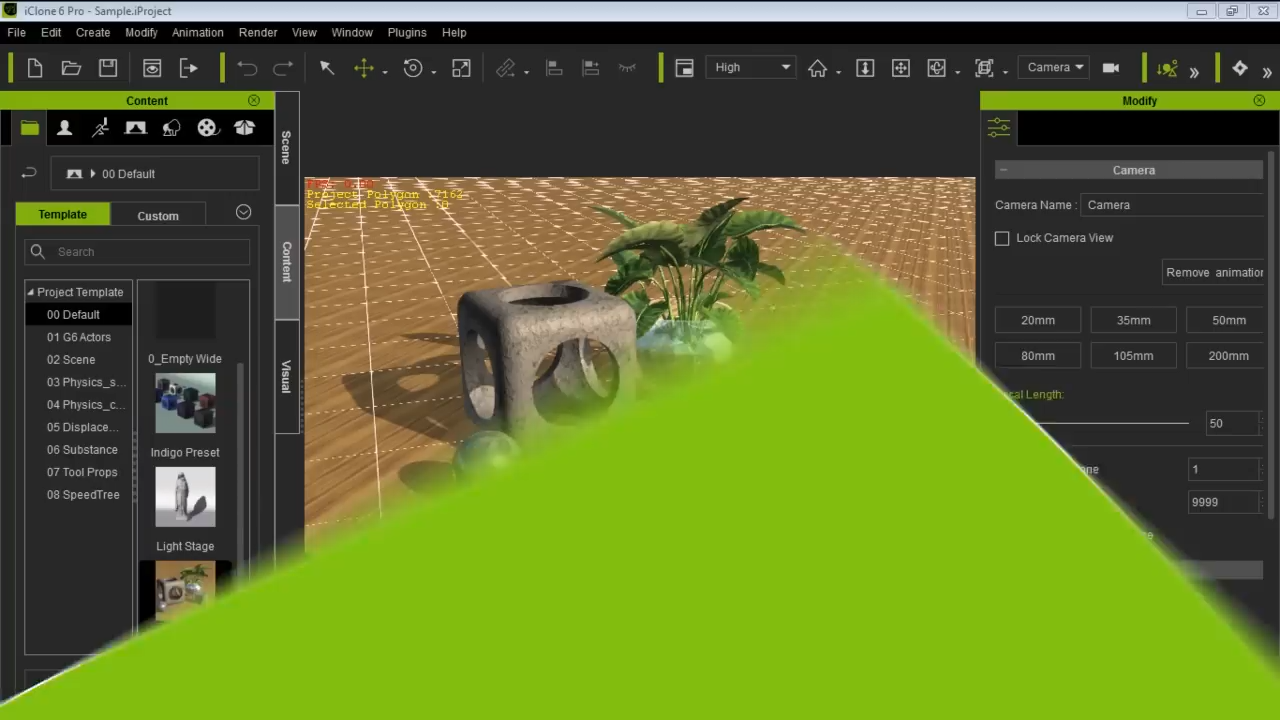 iClone 6 Pro - Sample.iProject
File Edit Create Modify Animation Render View Window Plugins Help
High
Camera
Content
Modify
00 Default
Template Custom
Search
Project Template
00 Default
01 G6 Actors
02 Scene
03 Physics_s...
04 Physics_c...
05 Displace...
06 Substance
07 Tool Props
08 SpeedTree
0_Empty Wide
Indigo Preset
Light Stage
Scene
Content
Visual
Project Polygon :7162
Selected Polygon :0
Camera
Camera Name : Camera
Lock Camera View
Remove animation
20mm 35mm 50mm
80mm 105mm 200mm
Length:
50
1
9999